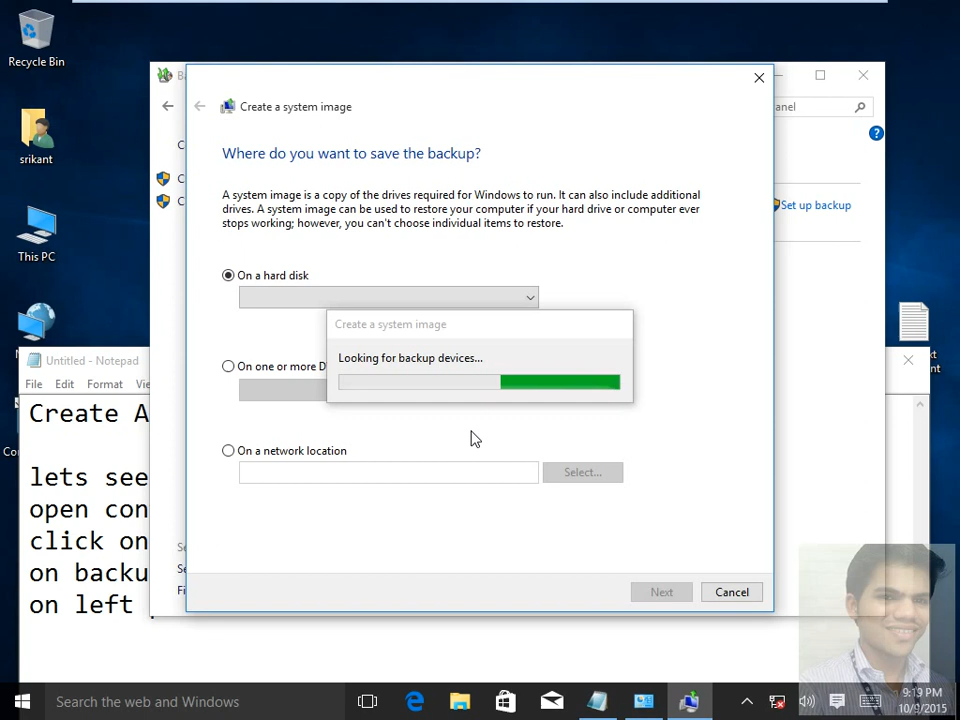 Recycle Bin
srikant
This PC
Create a system image
Where do you want to save the backup?
A system image is a copy of the drives required for Windows to run. It can also include additional
drives. A system image can be used to restore your computer if your hard drive or computer ever
stops working; however, you can't choose individual items to restore.
On a hard disk
Create a system image
Looking for backup devices...
On one or more D
On a network location
Select...
Next
Cancel
anel
Set up backup
Untitled - Notepad
File Edit Format
Create A
lets see
open con
click on
on backu
on left
Search the web and Windows
9:19 PM
10/9/2015